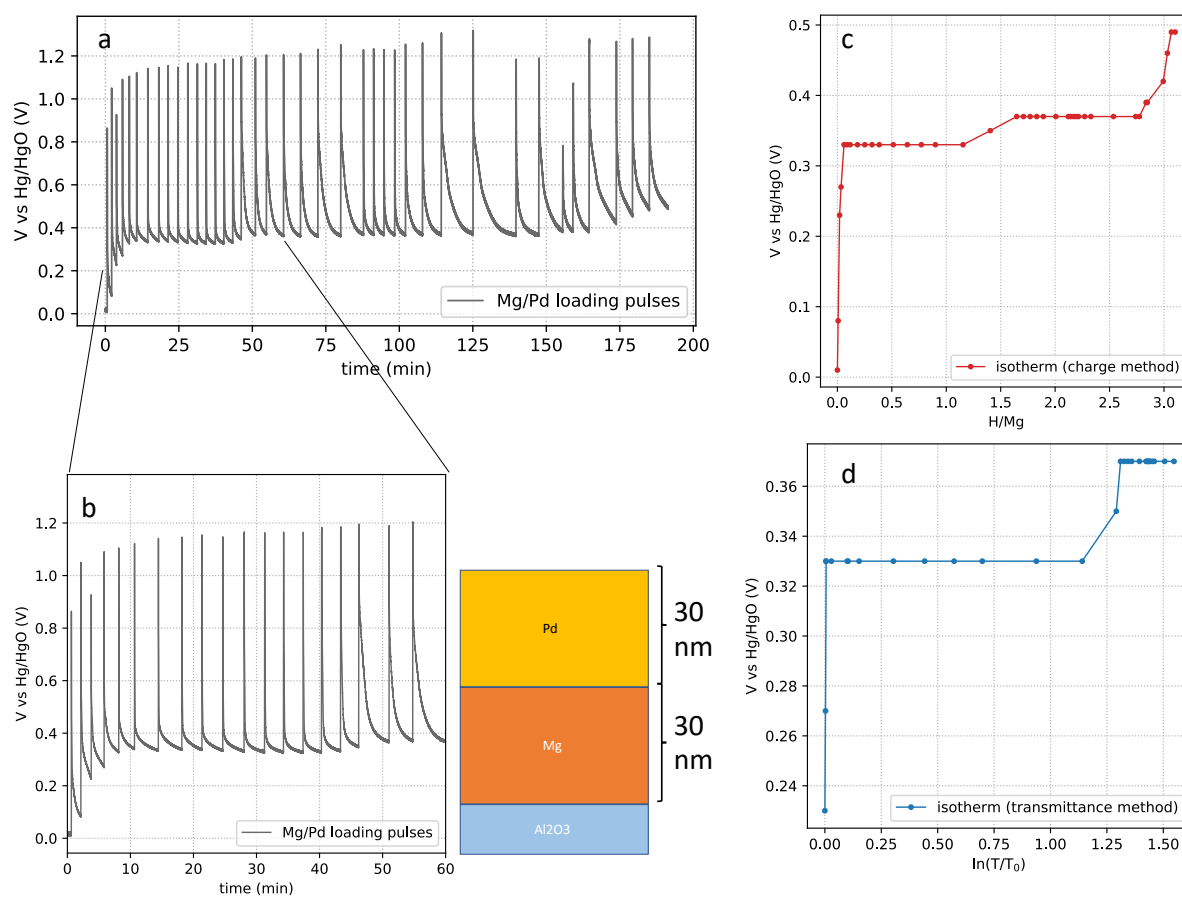 a
V vs Hg/HgO (V)
1.2
1.0
0.8
0.6
0.4
0.2
0.0
Mg/Pd loading pulses
0 25 50 75 100 125 150 175 200
time (min)
b
V vs Hg/HgO (V)
1.2
1.0
0.8
0.6
0.4
0.2
0.0
Mg/Pd loading pulses
0 10 20 30 40 50 60
time (min)
Pd
30
nm
Mg
30
nm
Al2O3
c
V vs Hg/HgO (V)
0.5
0.4
0.3
0.2
0.1
0.0
isotherm (charge method)
0.0 0.5 1.0 1.5 2.0 2.5 3.0
H/Mg
d
V vs Hg/HgO (V)
0.36
0.34
0.32
0.30
0.28
0.26
0.24
isotherm (transmittance method)
0.00 0.25 0.50 0.75 1.00 1.25 1.50
ln(T/T₀)